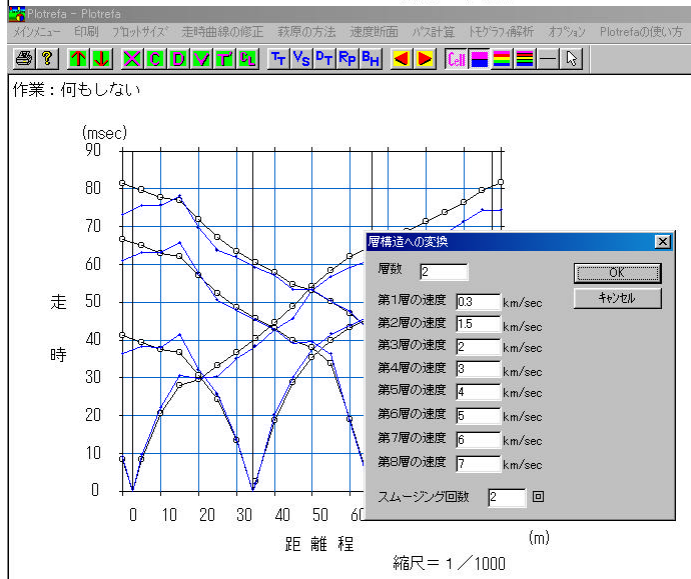 Plotrefa - Plotrefa
メインメニュー 印刷 プロットサイズ 走時曲線の修正 萩原の方法 速度断面 パス計算 トモグラフィ解析 オプション Plotrefaの使い方
? X C D V T TT VS DT RP BH Cell
作業：何もしない
(msec)
90
80
70
60
50
40
30
20
10
0
走時
0 10 20 30 40 50 60
距離程
(m)
縮尺＝１／1000
層構造への変換
層数 2
OK
キャンセル
第1層の速度 0.3 km/sec
第2層の速度 1.5 km/sec
第3層の速度 2 km/sec
第4層の速度 3 km/sec
第5層の速度 4 km/sec
第6層の速度 5 km/sec
第7層の速度 6 km/sec
第8層の速度 7 km/sec
スムージング回数 2 回